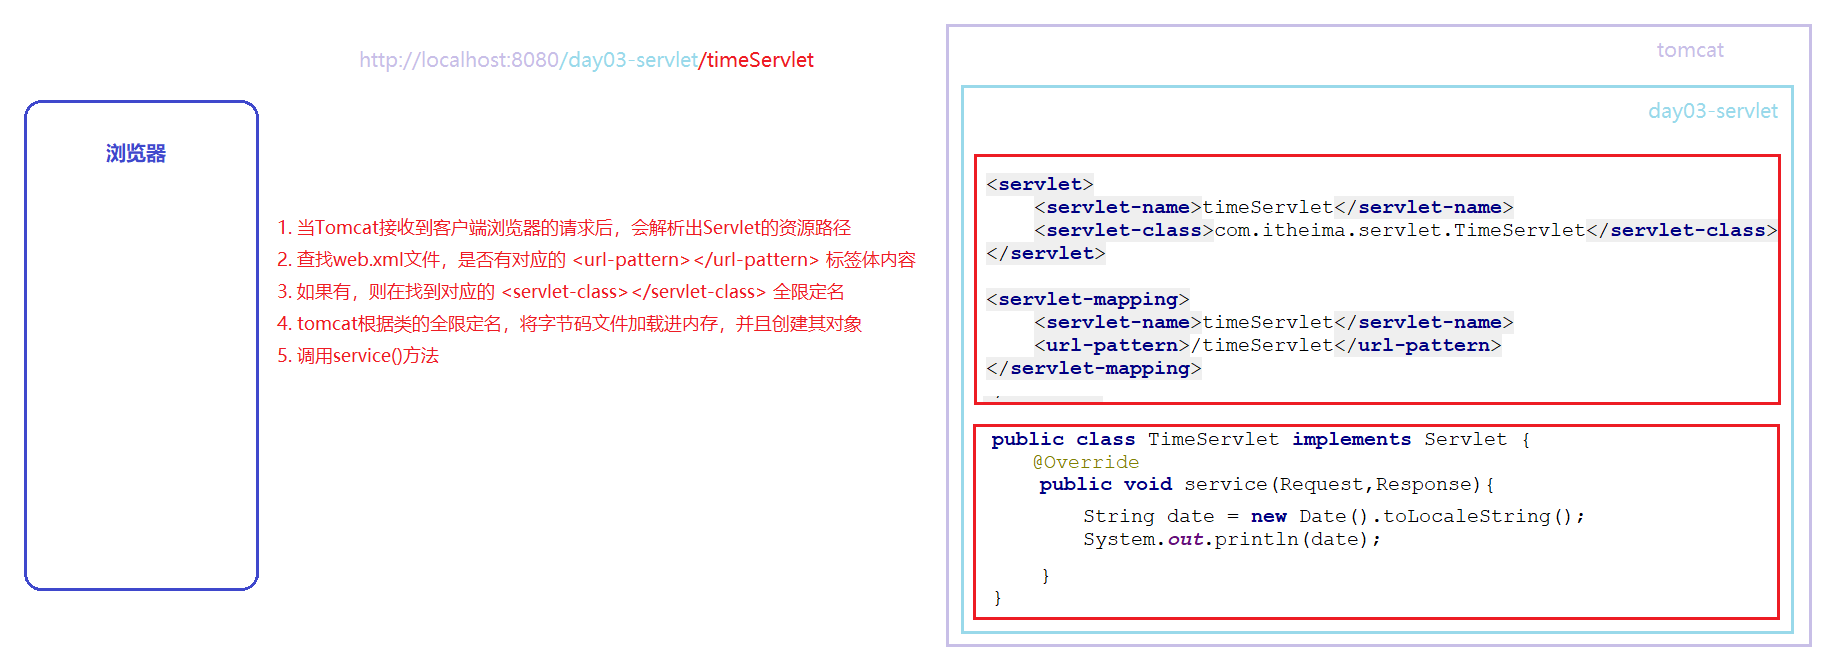 http://localhost:8080/day03-servlet/timeServlet
浏览器
1. 当Tomcat接收到客户端浏览器的请求后，会解析出Servlet的资源路径
2. 查找web.xml文件，是否有对应的 <url-pattern></url-pattern> 标签体内容
3. 如果有，则在找到对应的 <servlet-class></servlet-class> 全限定名
4. tomcat根据类的全限定名，将字节码文件加载进内存，并且创建其对象
5. 调用service()方法
tomcat
day03-servlet
<servlet>
    <servlet-name>timeServlet</servlet-name>
    <servlet-class>com.itheima.servlet.TimeServlet</servlet-class>
</servlet>
<servlet-mapping>
    <servlet-name>timeServlet</servlet-name>
    <url-pattern>/timeServlet</url-pattern>
</servlet-mapping>
public class TimeServlet implements Servlet {
    @Override
    public void service(Request,Response){
        String date = new Date().toLocaleString();
        System.out.println(date);
    }
}